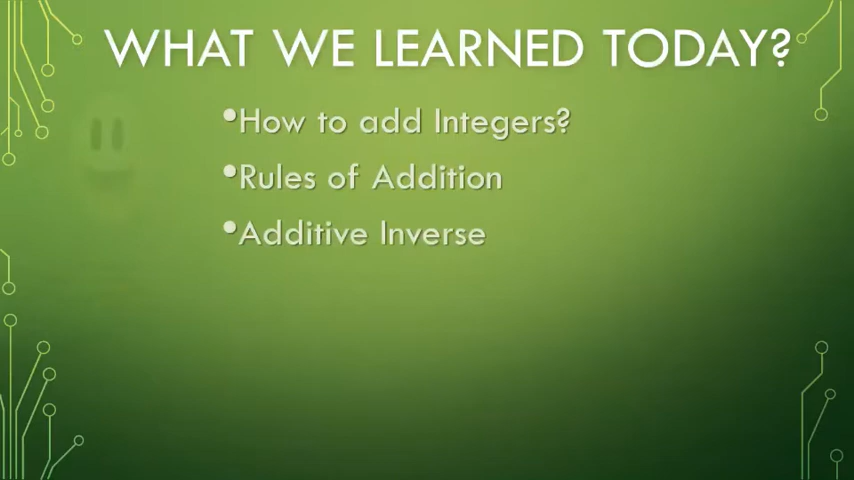 WHAT WE LEARNED TODAY?
•How to add Integers?
•Rules of Addition
•Additive Inverse